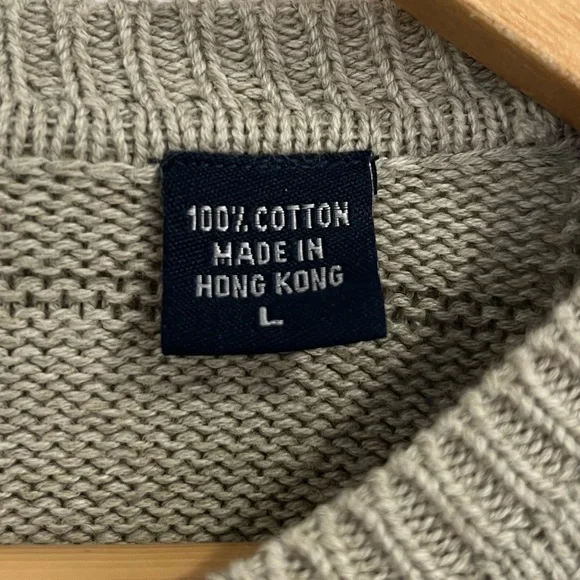 100% COTTON
MADE IN
HONG KONG
L